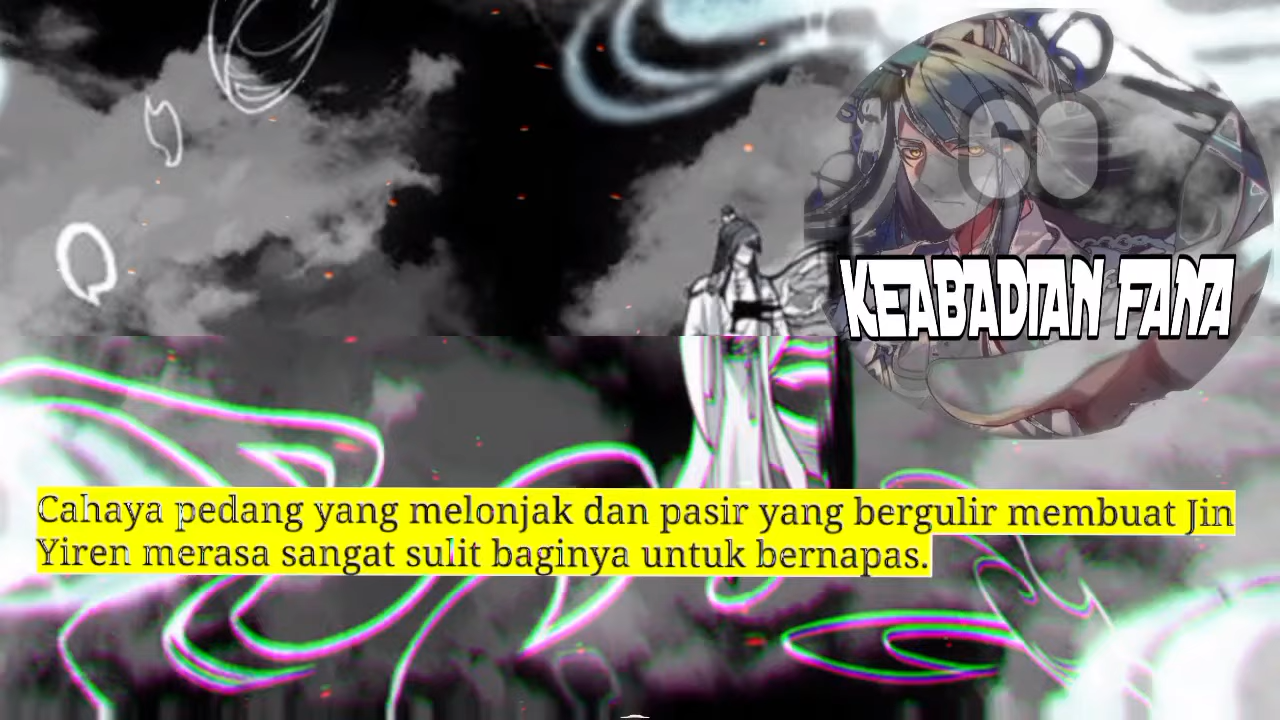 KEABADIAN FANA
Cahaya pedang yang melonjak dan pasir yang bergulir membuat Jin
Yiren merasa sangat sulit baginya untuk bernapas.